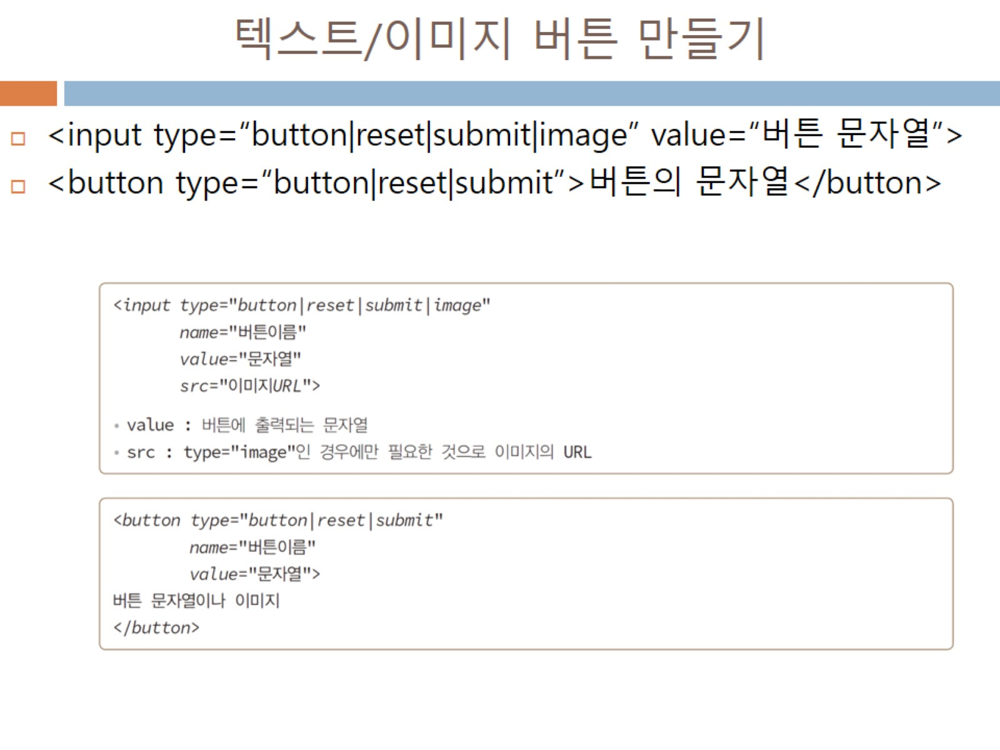 텍스트/이미지 버튼 만들기
<input type=“button|reset|submit|image” value=“버튼 문자열”>
<button type=“button|reset|submit”>버튼의 문자열</button>
<input type="button|reset|submit|image"
name="버튼이름"
value="문자열"
src="이미지URL">
• value : 버튼에 출력되는 문자열
• src : type="image"인 경우에만 필요한 것으로 이미지의 URL
<button type="button|reset|submit"
name="버튼이름"
value="문자열">
버튼 문자열이나 이미지
</button>